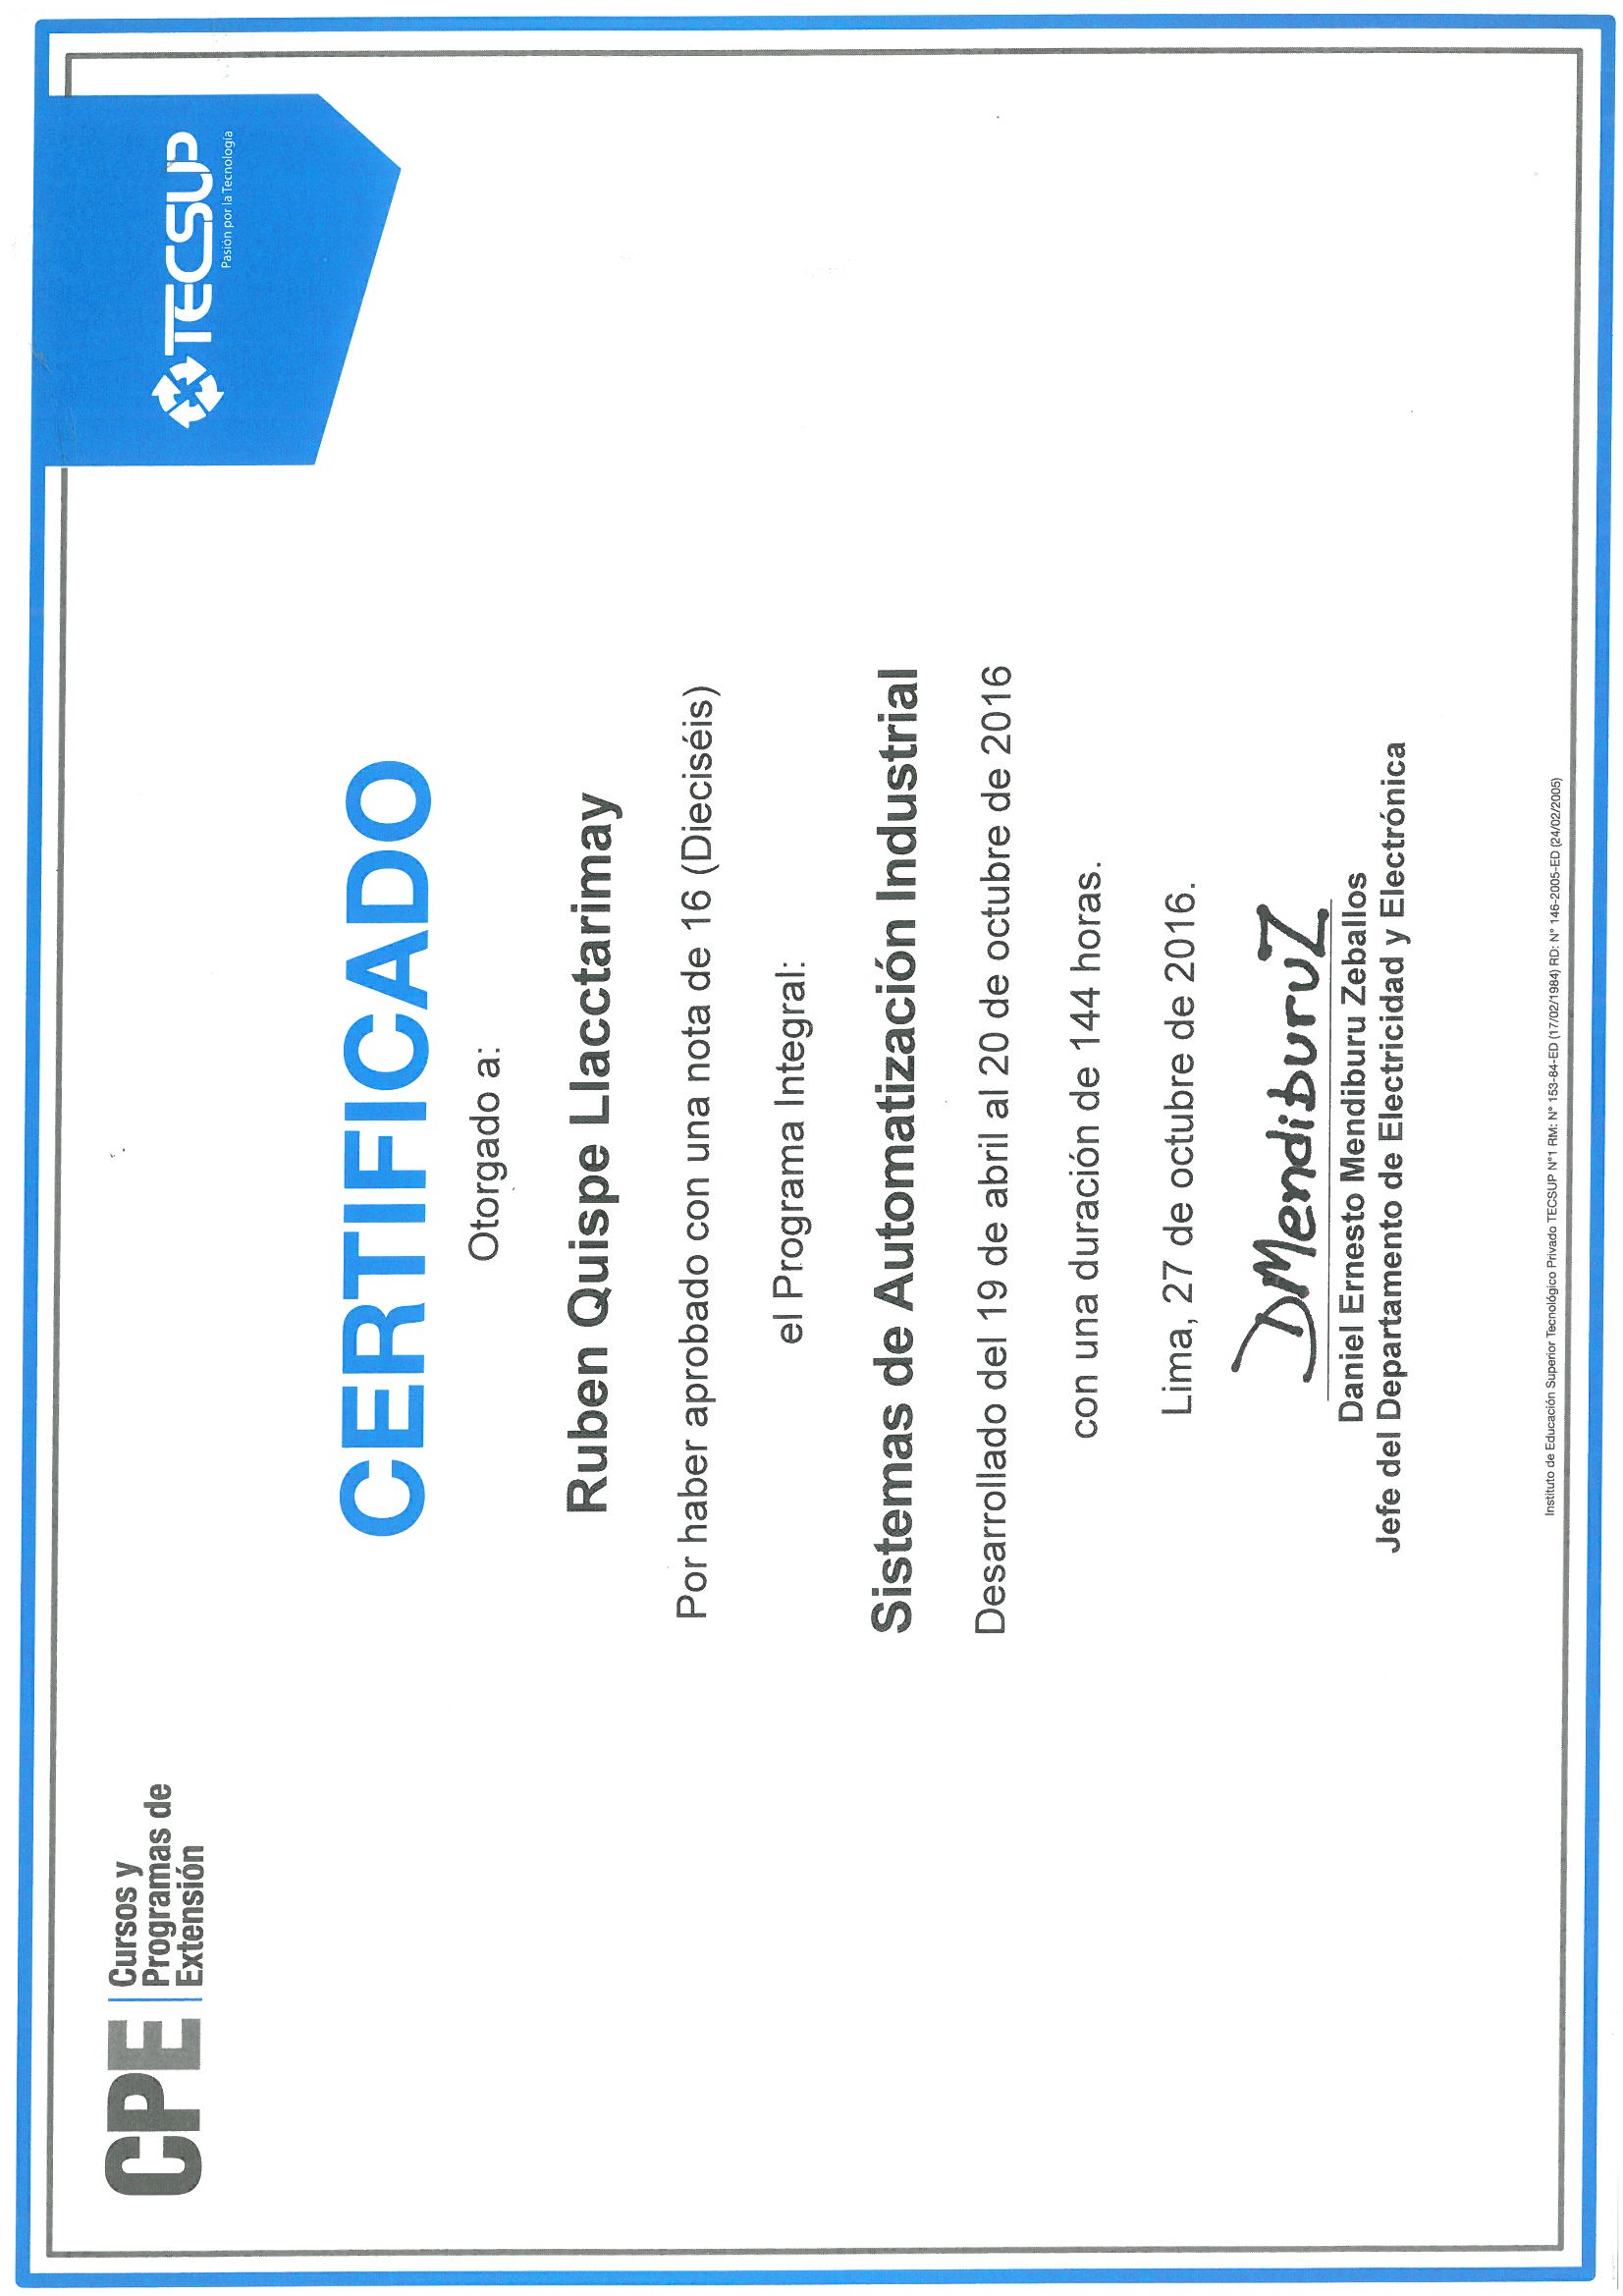 CPE
Cursos y
Programas de
Extensión
TECSUP
Pasión por la Tecnología
CERTIFICADO
Otorgado a:
Ruben Quispe Llacctarimay
Por haber aprobado con una nota de 16 (Dieciséis)
el Programa Integral:
Sistemas de Automatización Industrial
Desarrollado del 19 de abril al 20 de octubre de 2016
con una duración de 144 horas.
Lima, 27 de octubre de 2016.
DMendiburuZ
Daniel Ernesto Mendiburu Zeballos
Jefe del Departamento de Electricidad y Electrónica
Instituto de Educación Superior Tecnológico Privado TECSUP N°1 RM: N° 153-84-ED (17/02/1984) RD: N° 146-2005-ED (24/02/2005)